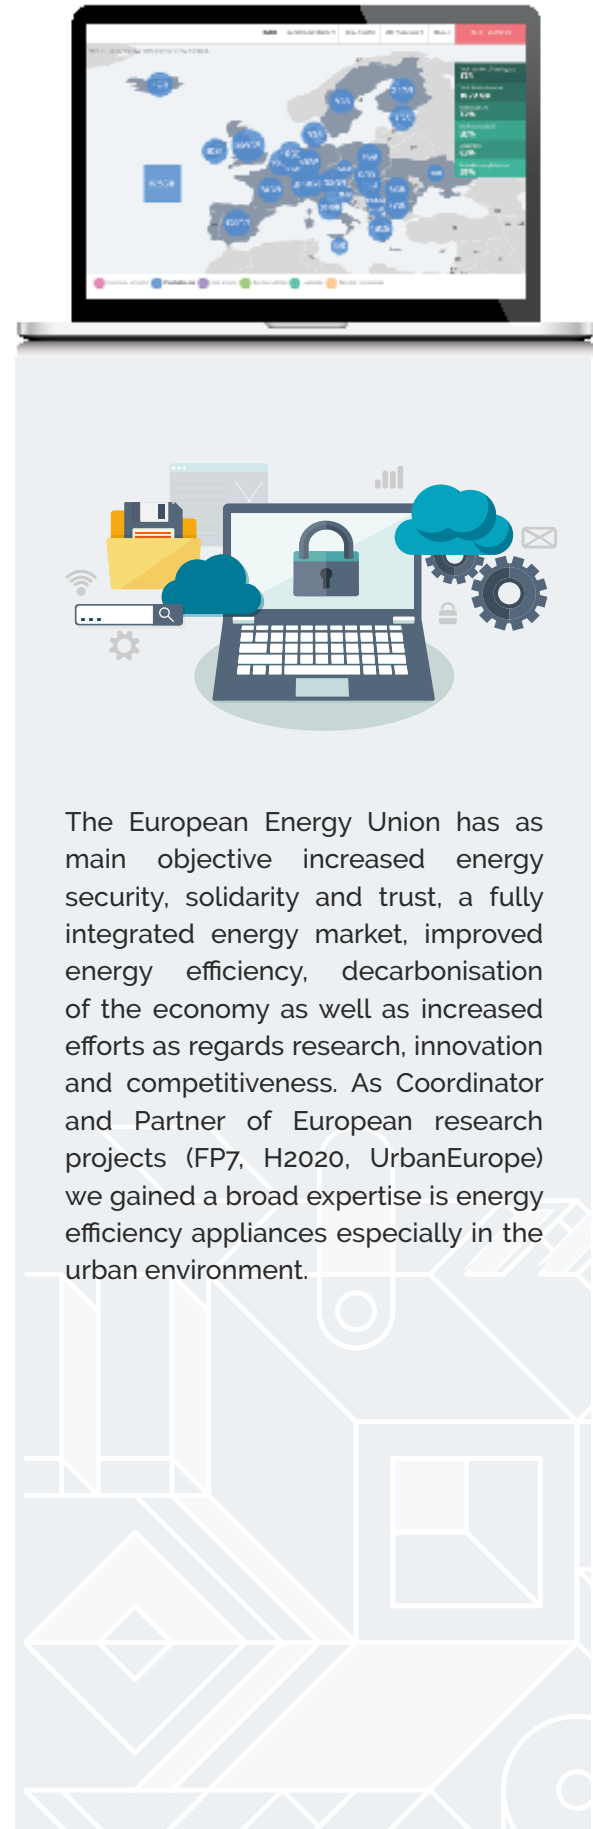 The European Energy Union has as
main objective increased energy
security, solidarity and trust, a fully
integrated energy market, improved
energy efficiency, decarbonisation
of the economy as well as increased
efforts as regards research, innovation
and competitiveness. As Coordinator
and Partner of European research
projects (FP7, H2020, UrbanEurope)
we gained a broad expertise is energy
efficiency appliances especially in the
urban environment.